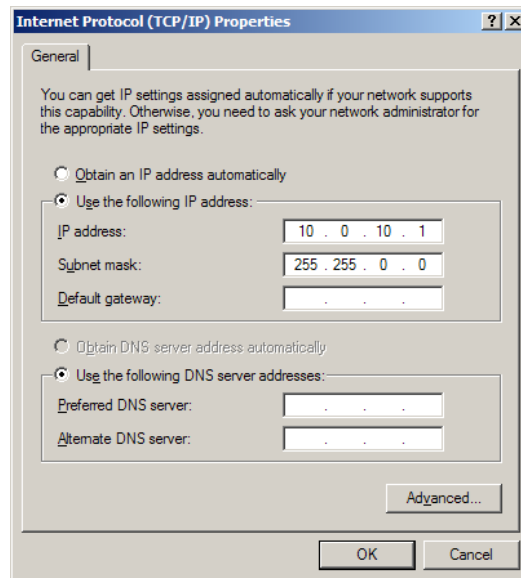 Internet Protocol (TCP/IP) Properties ? X
General
You can get IP settings assigned automatically if your network supports
this capability. Otherwise, you need to ask your network administrator for
the appropriate IP settings.
Obtain an IP address automatically
Use the following IP address:
IP address: 10 . 0 . 10 . 1
Subnet mask: 255 . 255 . 0 . 0
Default gateway: . . .
Obtain DNS server address automatically
Use the following DNS server addresses:
Preferred DNS server: . . .
Alternate DNS server: . . .
Advanced...
OK Cancel